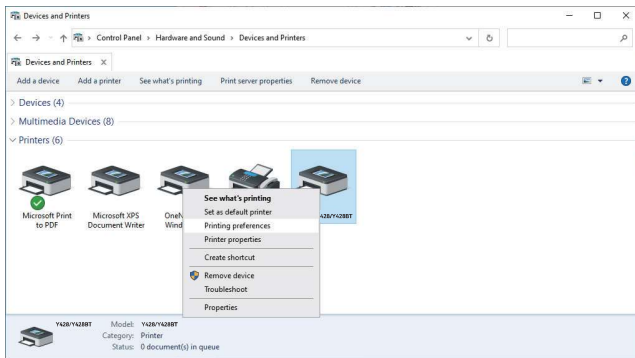 Devices and Printers
Control Panel > Hardware and Sound > Devices and Printers
Devices and Printers
Add a device Add a printer See what's printing Print server properties Remove device
Devices (4)
Multimedia Devices (8)
Printers (6)
See what's printing
Set as default printer
Printing preferences
Printer properties
Create shortcut
Remove device
Troubleshoot
Properties
Microsoft Print
to PDF
Microsoft XPS
Document Writer
OneN
Wind
428/Y428BT
Y428/Y428BT Model: Y428/Y428BT
Category: Printer
Status: 0 document(s) in queue